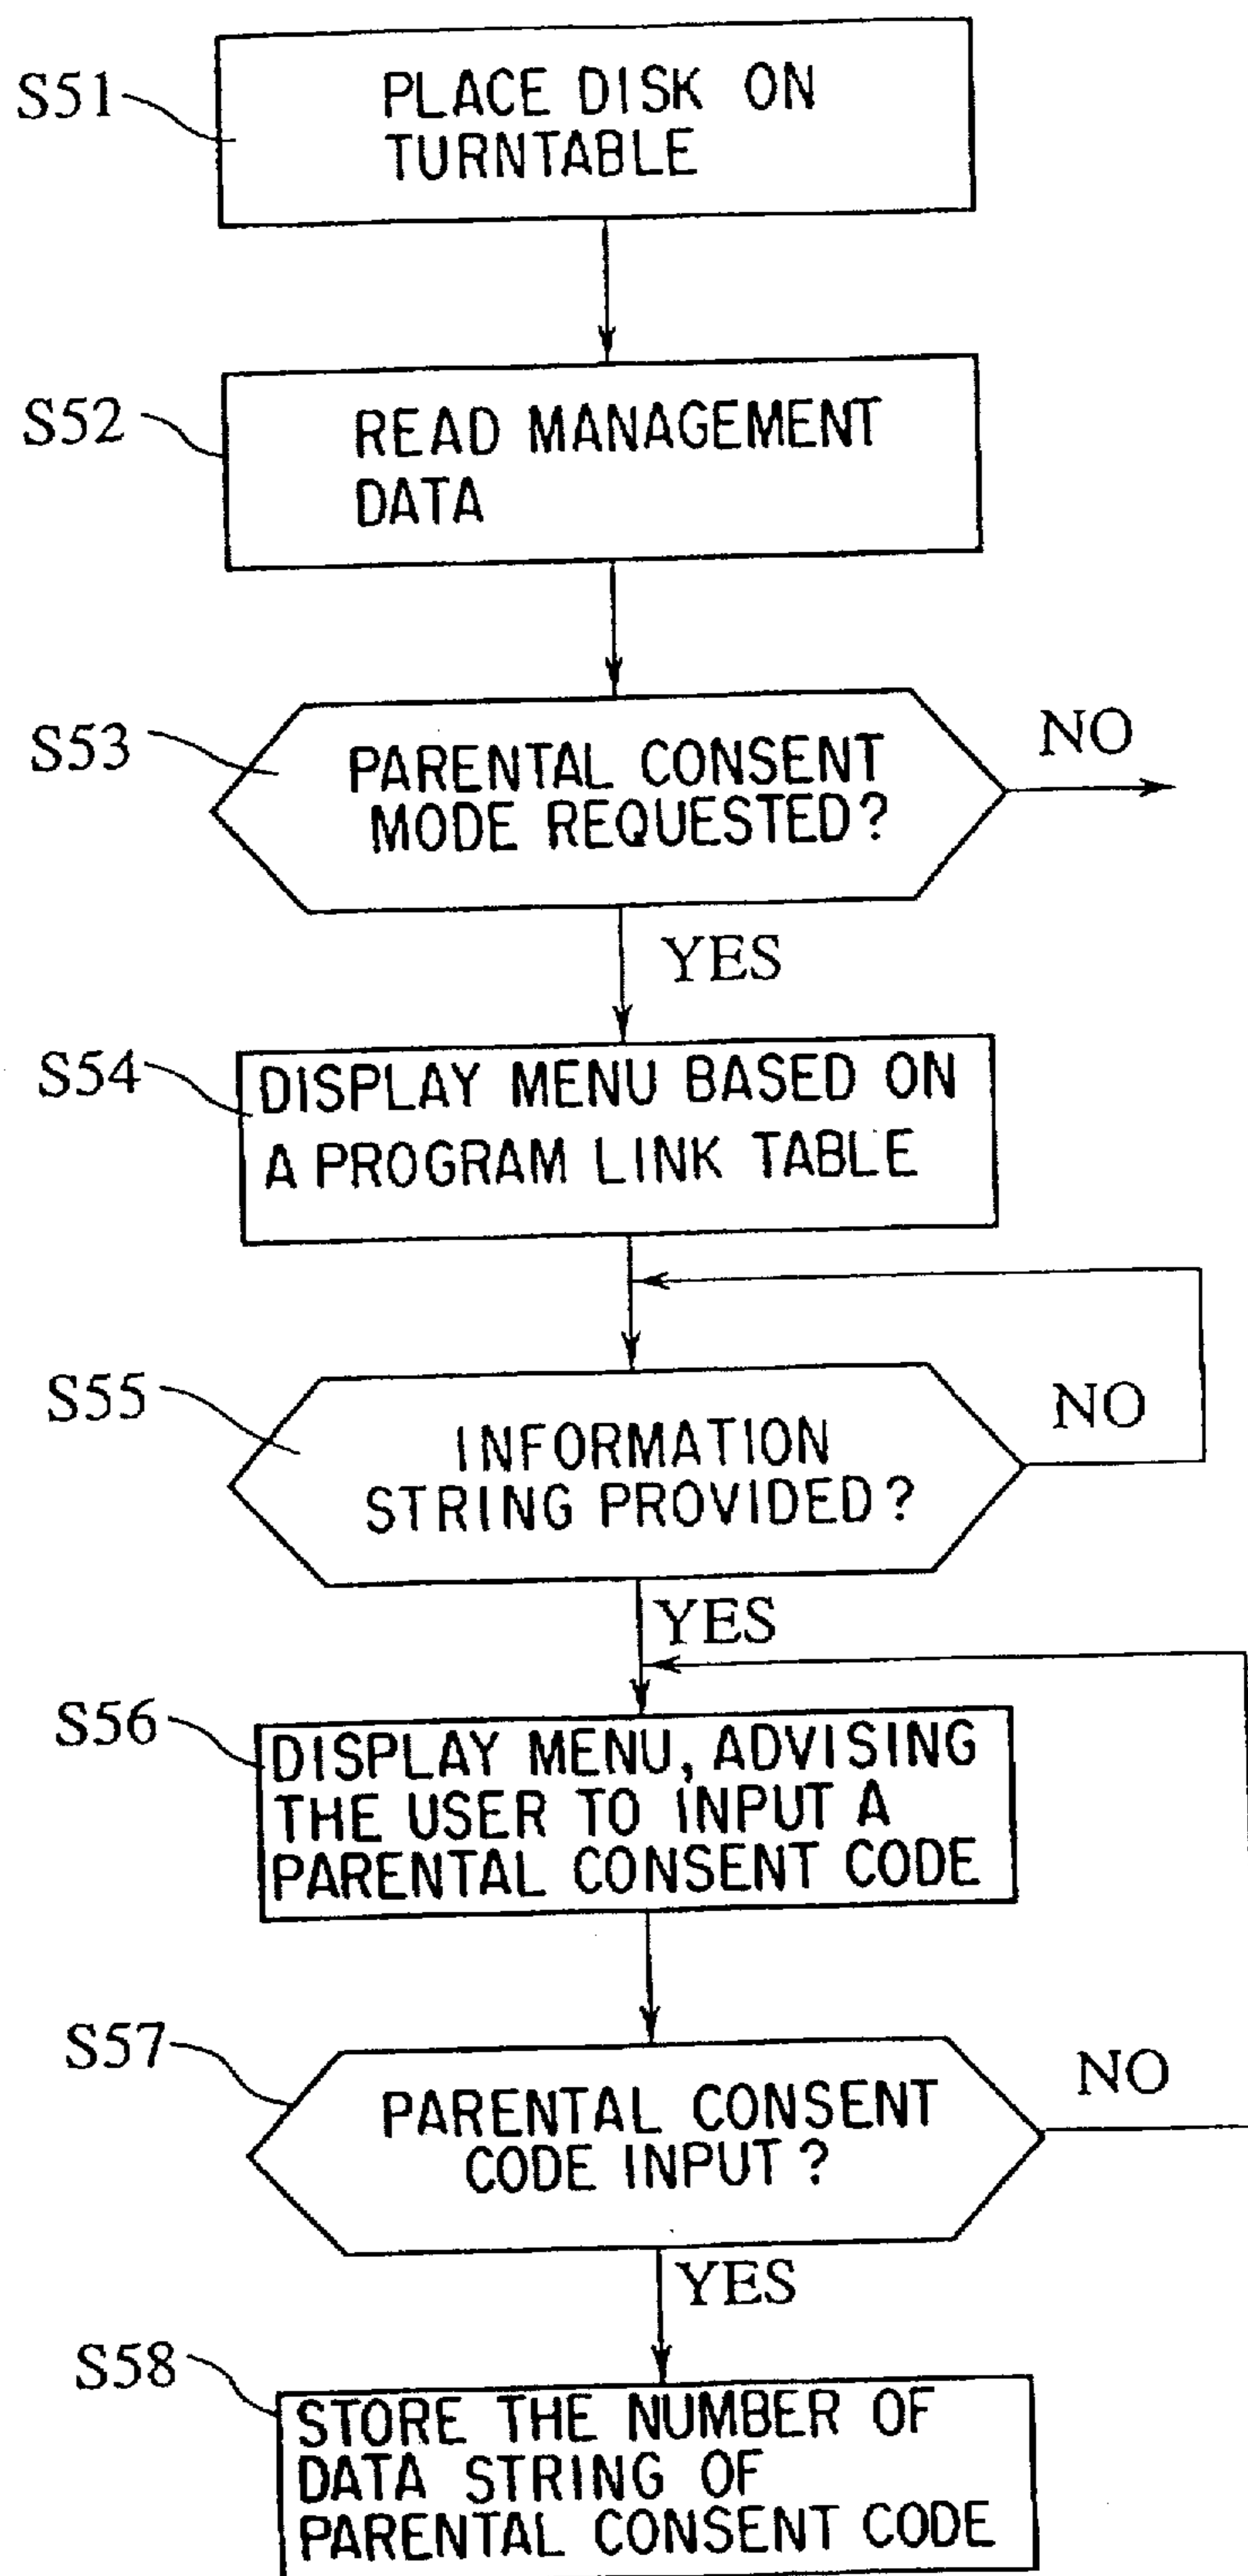 S51
PLACE DISK ON
TURNTABLE
S52
READ MANAGEMENT
DATA
S53
PARENTAL CONSENT
MODE REQUESTED?
NO
YES
S54
DISPLAY MENU BASED ON
A PROGRAM LINK TABLE
S55
INFORMATION
STRING PROVIDED?
NO
YES
S56
DISPLAY MENU, ADVISING
THE USER TO INPUT A
PARENTAL CONSENT CODE
S57
PARENTAL CONSENT
CODE INPUT?
NO
YES
S58
STORE THE NUMBER OF
DATA STRING OF
PARENTAL CONSENT CODE